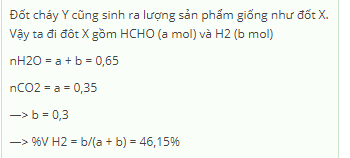 Đốt cháy Y cũng sinh ra lượng sản phẩm giống như đốt X.
Vậy ta đi đôt X gồm HCHO (a mol) và H2 (b mol)
nH2O = a + b = 0,65
nCO2 = a = 0,35
—> b = 0,3
—> %V H2 = b/(a + b) = 46,15%